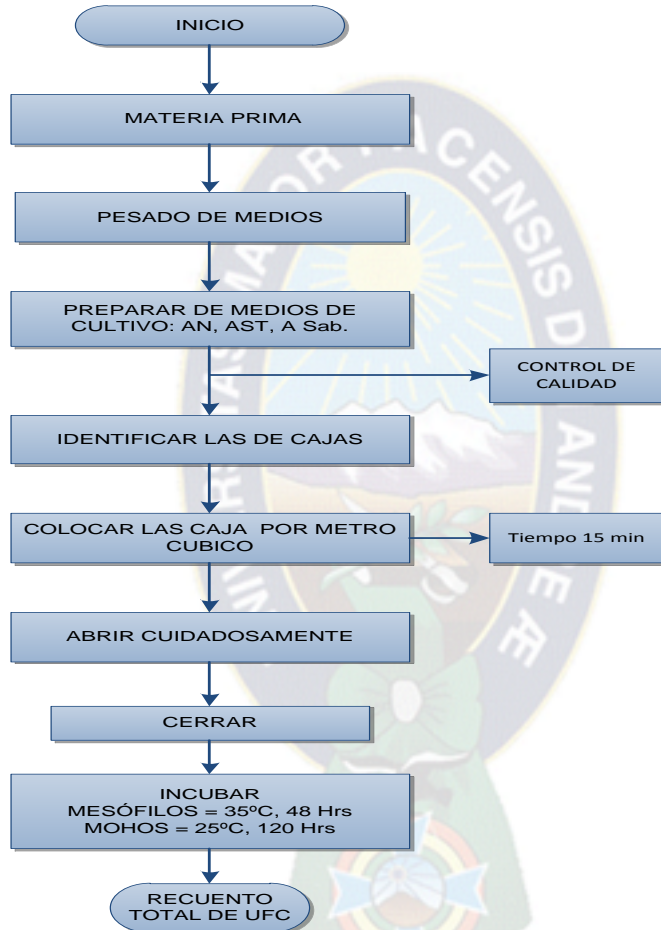 INICIO
MATERIA PRIMA
PESADO DE MEDIOS
PREPARAR DE MEDIOS DE
CULTIVO: AN, AST, A Sab.
CONTROL DE
CALIDAD
IDENTIFICAR LAS DE CAJAS
COLOCAR LAS CAJA POR METRO
CUBICO
Tiempo 15 min
ABRIR CUIDADOSAMENTE
CERRAR
INCUBAR
MESÓFILOS = 35ºC, 48 Hrs
MOHOS = 25ºC, 120 Hrs
RECUENTO
TOTAL DE UFC